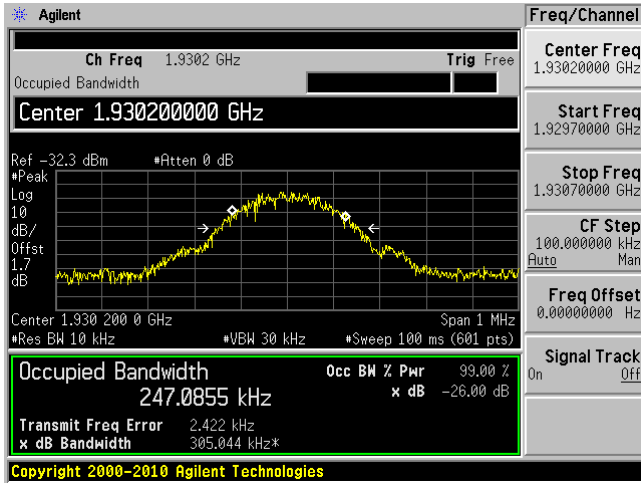 Agilent
Freq/Channel
Ch Freq 1.9302 GHz Trig Free
Occupied Bandwidth
Center 1.930200000 GHz
Center Freq
1.93020000 GHz
Start Freq
1.92970000 GHz
Stop Freq
1.93070000 GHz
CF Step
100.000000 kHz
Auto Man
Freq Offset
0.00000000 Hz
Signal Track
On Off
Ref -32.3 dBm #Atten 0 dB
#Peak
Log
10
dB/
Offst
1.7
dB
Center 1.930 200 0 GHz Span 1 MHz
#Res BW 10 kHz #VBW 30 kHz #Sweep 100 ms (601 pts)
Occupied Bandwidth Occ BW % Pwr 99.00 %
247.0855 kHz x dB -26.00 dB
Transmit Freq Error 2.422 kHz
x dB Bandwidth 305.044 kHz*
Copyright 2000-2010 Agilent Technologies